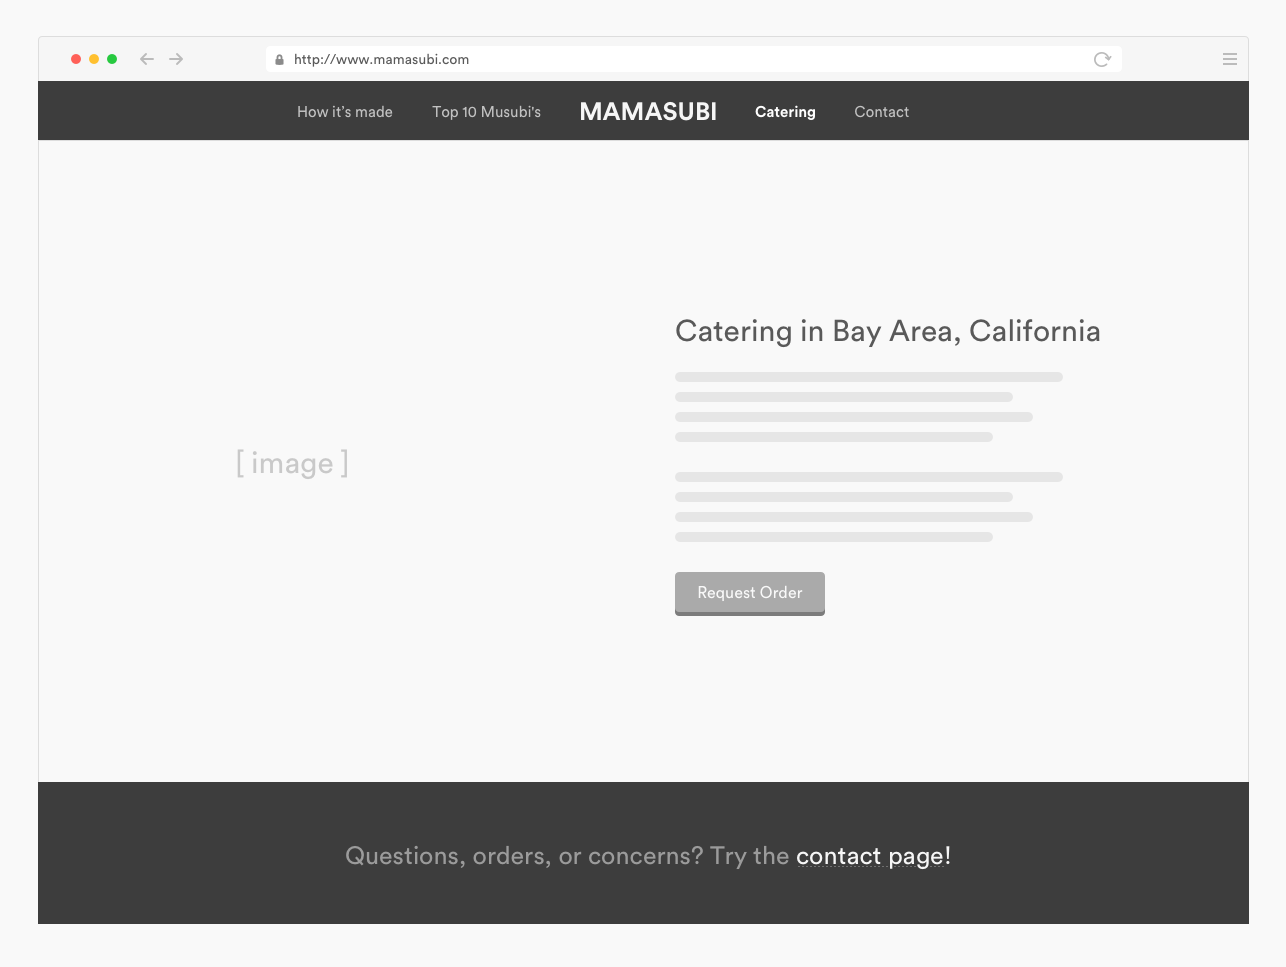 http://www.mamasubi.com
How it’s made Top 10 Musubi's MAMASUBI Catering Contact
Catering in Bay Area, California
[ image ]
Request Order
Questions, orders, or concerns? Try the contact page!